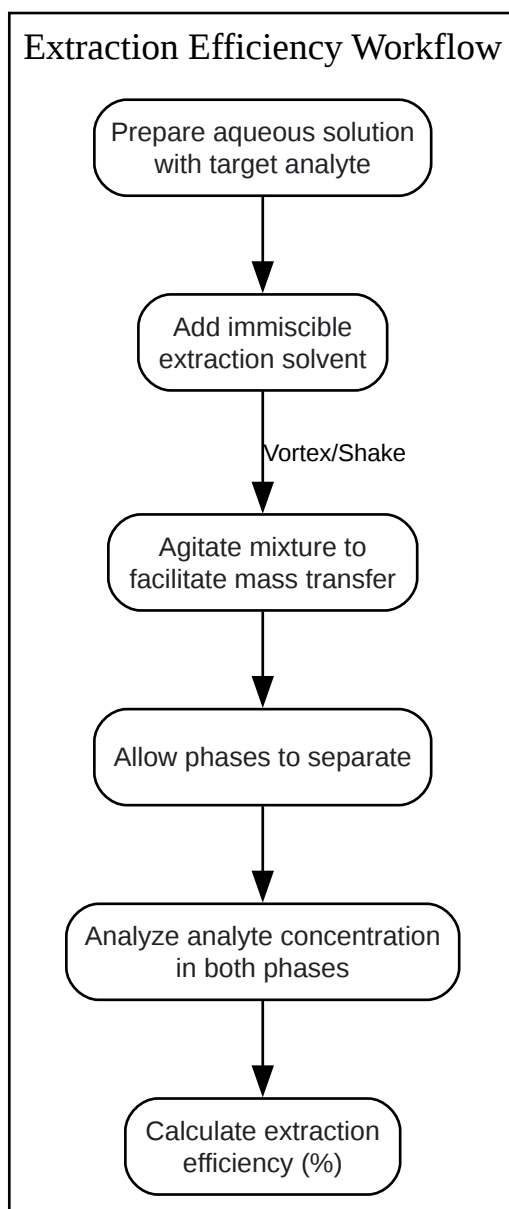 Extraction Efficiency Workflow
Prepare aqueous solution
with target analyte
Add immiscible
extraction solvent
Vortex/Shake
Agitate mixture to
facilitate mass transfer
Allow phases to separate
Analyze analyte concentration
in both phases
Calculate extraction
efficiency (%)